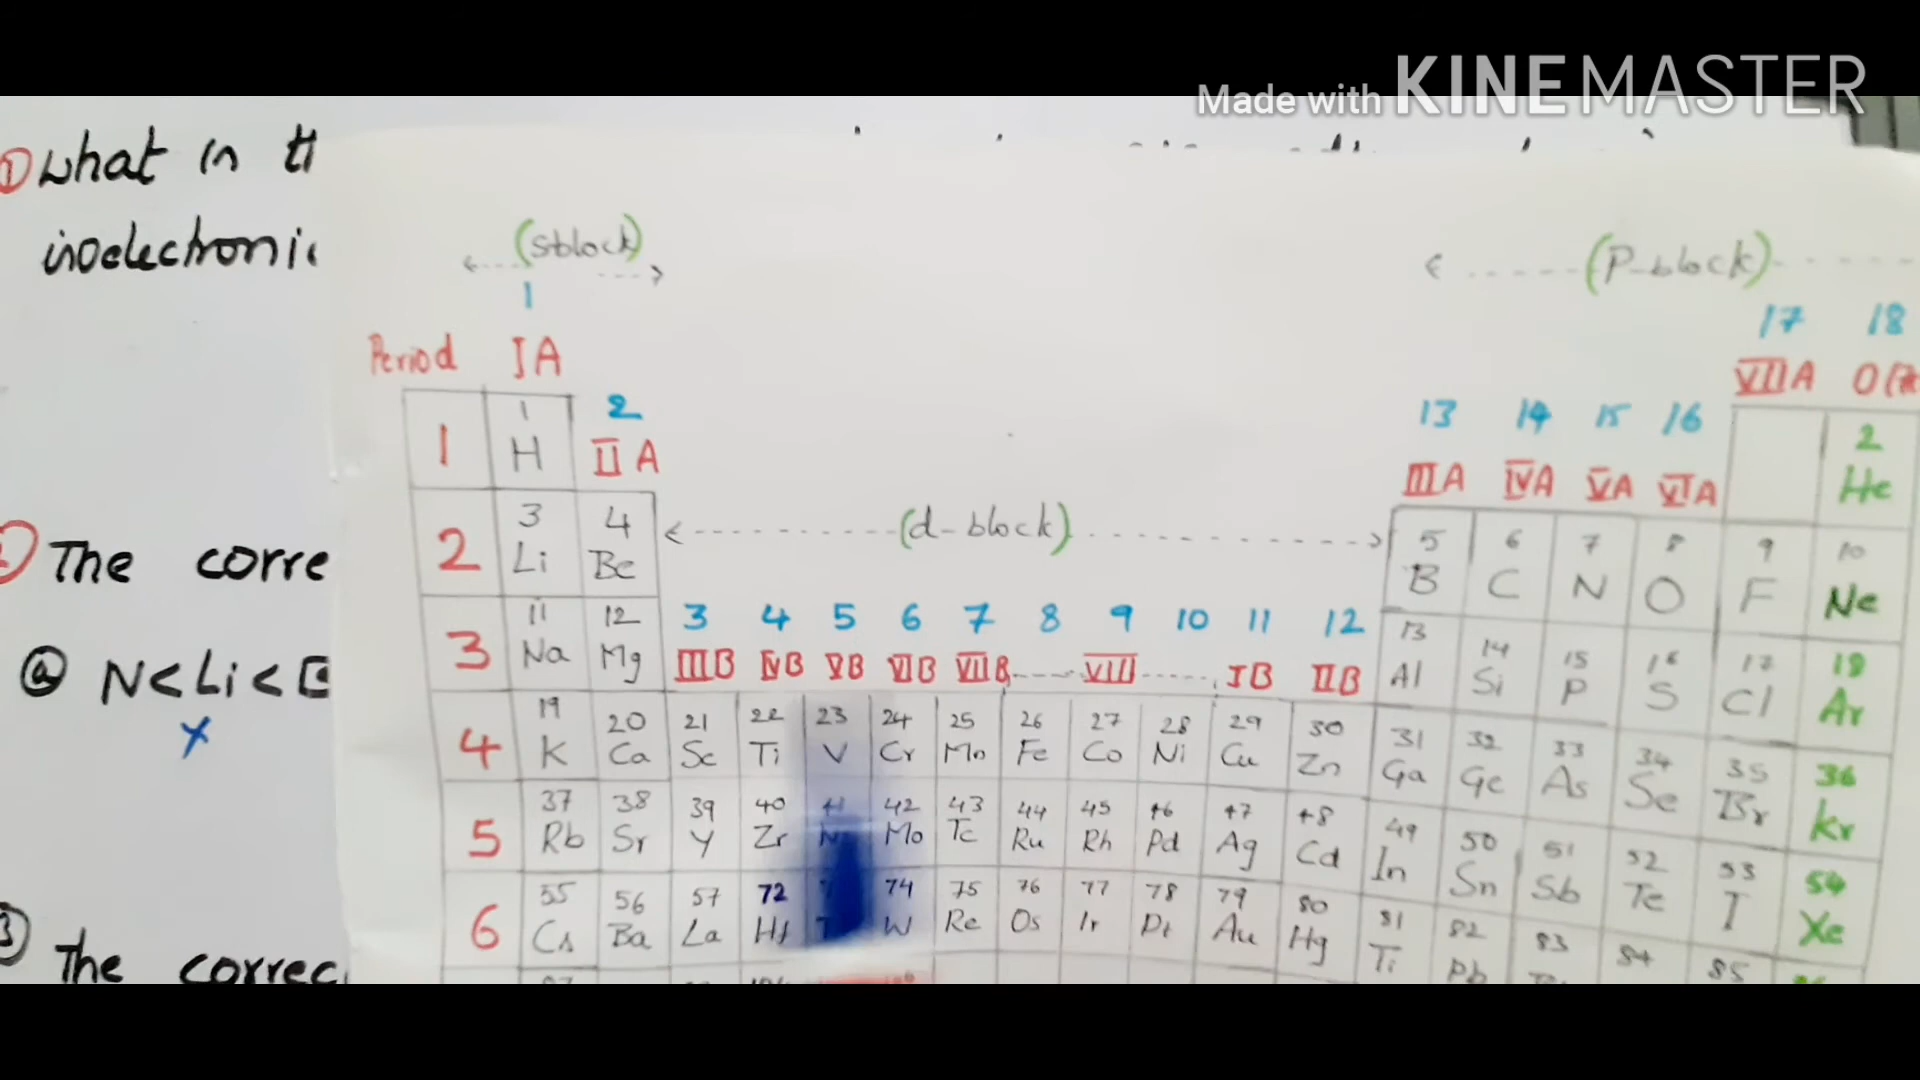 Made with KINEMASTER
① what in th
inoelectronic
The corre
ⓐ N < Li < B
x
③ The correc
(S-block)
(P-block)
1 17 18
Period IA VIIA
2 13 14 15 16
IIA IIIA IVA VA VIA
1 1 H 2 He
(d-block)
2 3 Li 4 Be 5 B 6 C 7 N 8 O 9 F 10 Ne
3 4 5 6 7 8 9 10 11 12
IIIB IVB VB VIB VIIB VIII IB IIB
3 11 Na 12 Mg 13 Al 14 Si 15 P 16 S 17 Cl 18 Ar
4 19 K 20 Ca 21 Sc 22 Ti 23 V 24 Cr 25 Mn 26 Fe 27 Co 28 Ni 29 Cu 30 Zn 31 Ga 32 Ge 33 As 34 Se 35 Br 36 Kr
5 37 Rb 38 Sr 39 Y 40 Zr 42 Mo 43 Tc 44 Ru 45 Rh 46 Pd 47 Ag 48 Cd 49 In 50 Sn 51 Sb 52 Te 53 I 54 Xe
6 55 Cs 56 Ba 57 La 72 Hf 74 W 75 Re 76 Os 77 Ir 78 Pt 79 Au 80 Hg 81 Ti 82 Pb 83 84 85